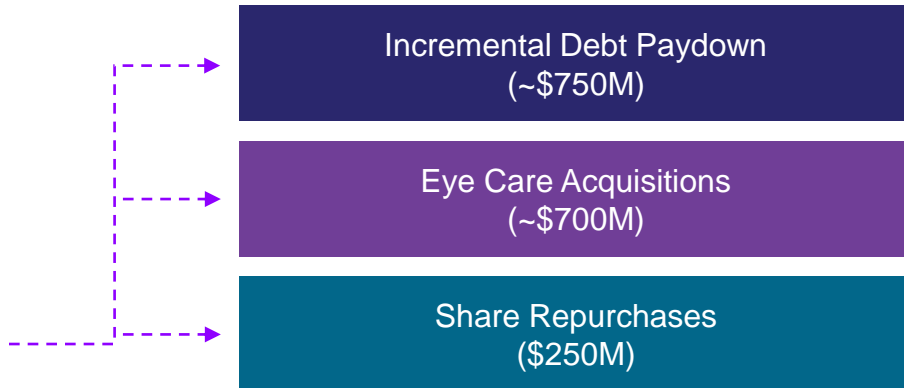 Incremental Debt Paydown
(~$750M)
Eye Care Acquisitions
(~$700M)
Share Repurchases
($250M)